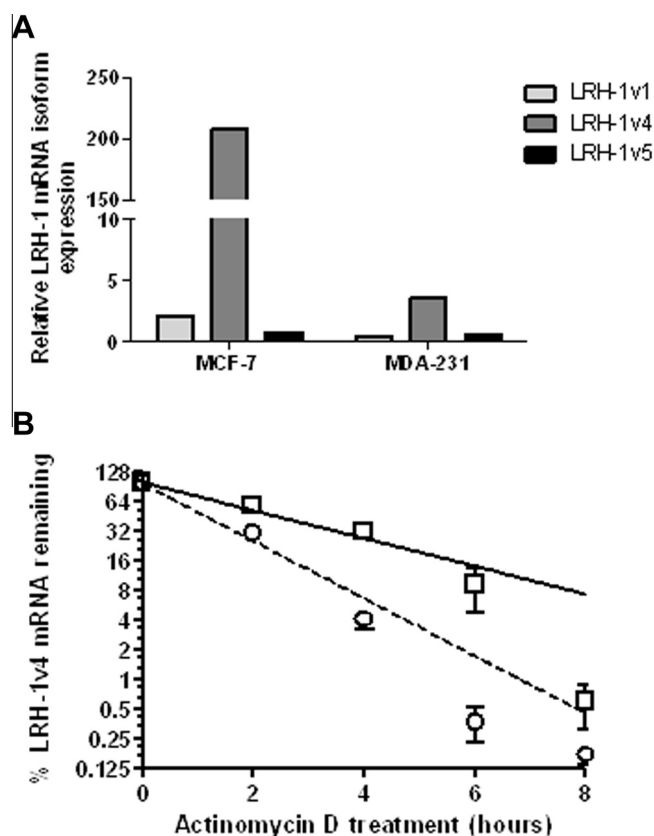 A
Relative LRH-1 mRNA isoform
expression
250
200
150
10
5
0
MCF-7
MDA-231
LRH-1v1
LRH-1v4
LRH-1v5
B
% LRH-1v4 mRNA remaining
128
64
32
16
8
4
2
1
0.5
0.25
0.125
0
2
4
6
8
Actinomycin D treatment (hours)